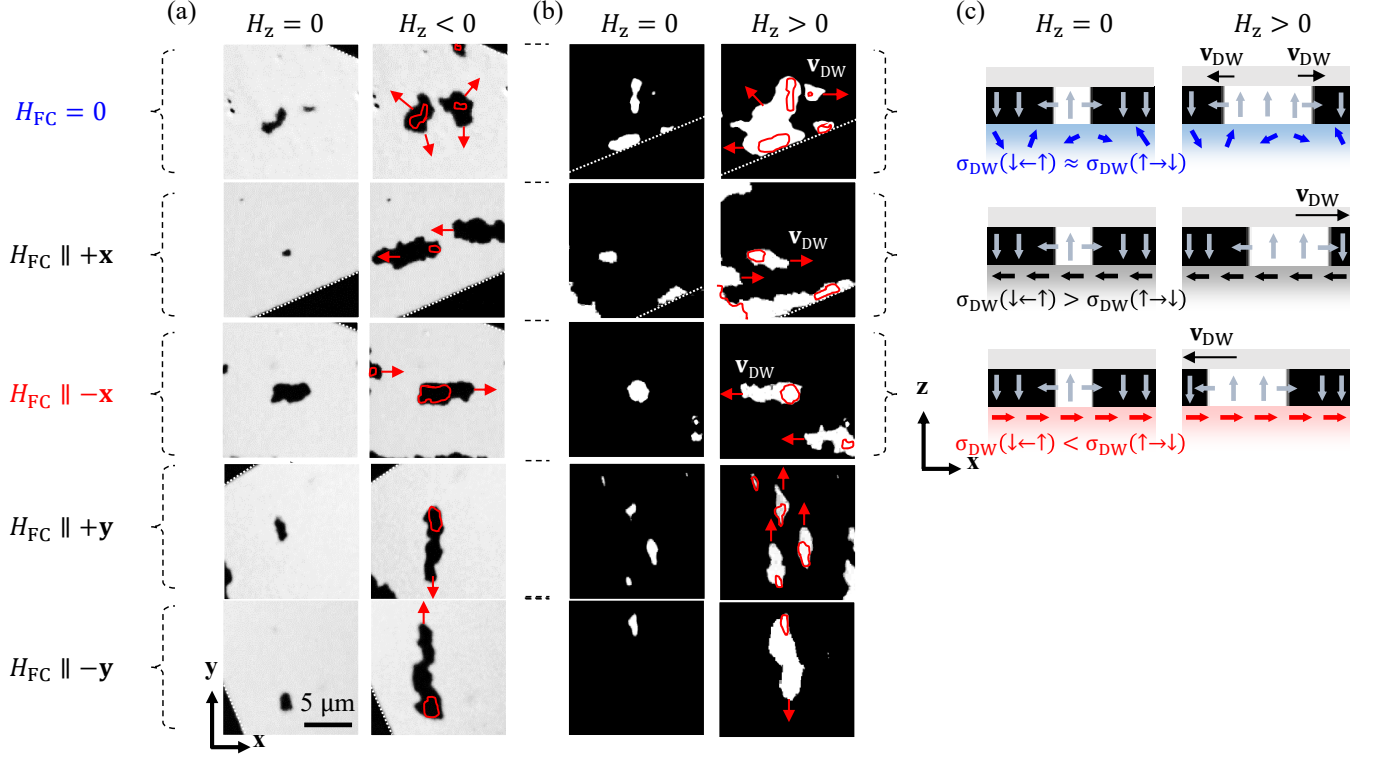 (a)
H_z = 0
H_z < 0
(b)
H_z = 0
H_z > 0
(c)
H_z = 0
H_z > 0
H_FC = 0
v_DW
v_DW
v_DW
σ_DW(↓←↑) ≈ σ_DW(↑→↓)
H_FC ∥ +x
v_DW
v_DW
σ_DW(↓←↑) > σ_DW(↑→↓)
H_FC ∥ −x
v_DW
v_DW
σ_DW(↓←↑) < σ_DW(↑→↓)
z
x
H_FC ∥ +y
H_FC ∥ −y
y
x
5 μm